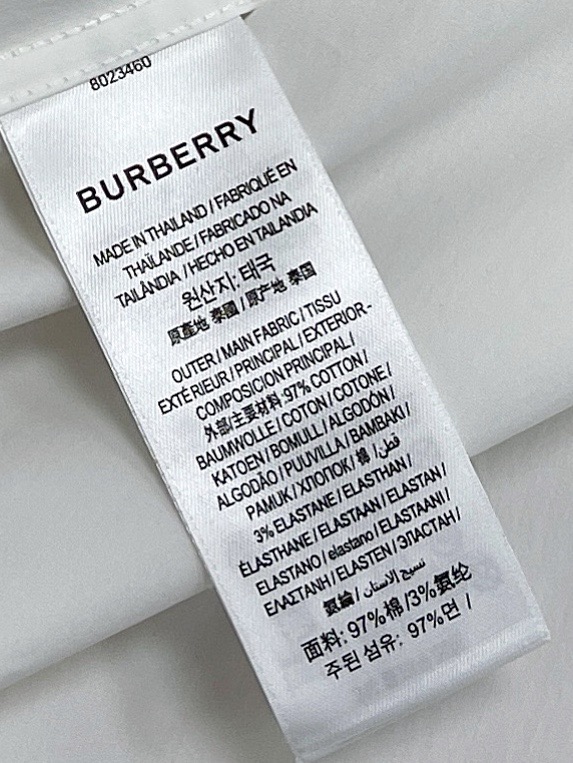 8023460
BURBERRY
MADE IN THAILAND / FABRIQUÉ EN
THAÏLANDE / FABRICADO NA
TAILÂNDIA / HECHO EN TAILANDIA
원산지: 태국
原產地 泰國 / 原产地 泰国
OUTER / MAIN FABRIC / TISSU
EXTÉ RIEUR / PRINCIPAL / EXTERIOR -
COMPOSICION PRINCIPAL /
外部/主要材料:97% COTTON /
BAUMWOLLE / COTON / COTONE /
KATOEN / BOMULL / ALGODÓN /
ALGODÃO / PUUVILLA / ΒΑΜΒΑΚΙ /
PAMUK / ХЛОПОК / 棉 / قطن
3% ELASTANE / ELASTHAN /
ÉLASTHANE / ELASTAAN / ELASTAN /
ELASTANO / elastano / ELASTAANI /
ΕΛΑΣΤΑΝΗ / ELASTEN / ЭЛАСТАН /
氨綸 / نسيج الاستان
面料: 97%棉 /3%氨纶
주된 섬유: 97%면 /